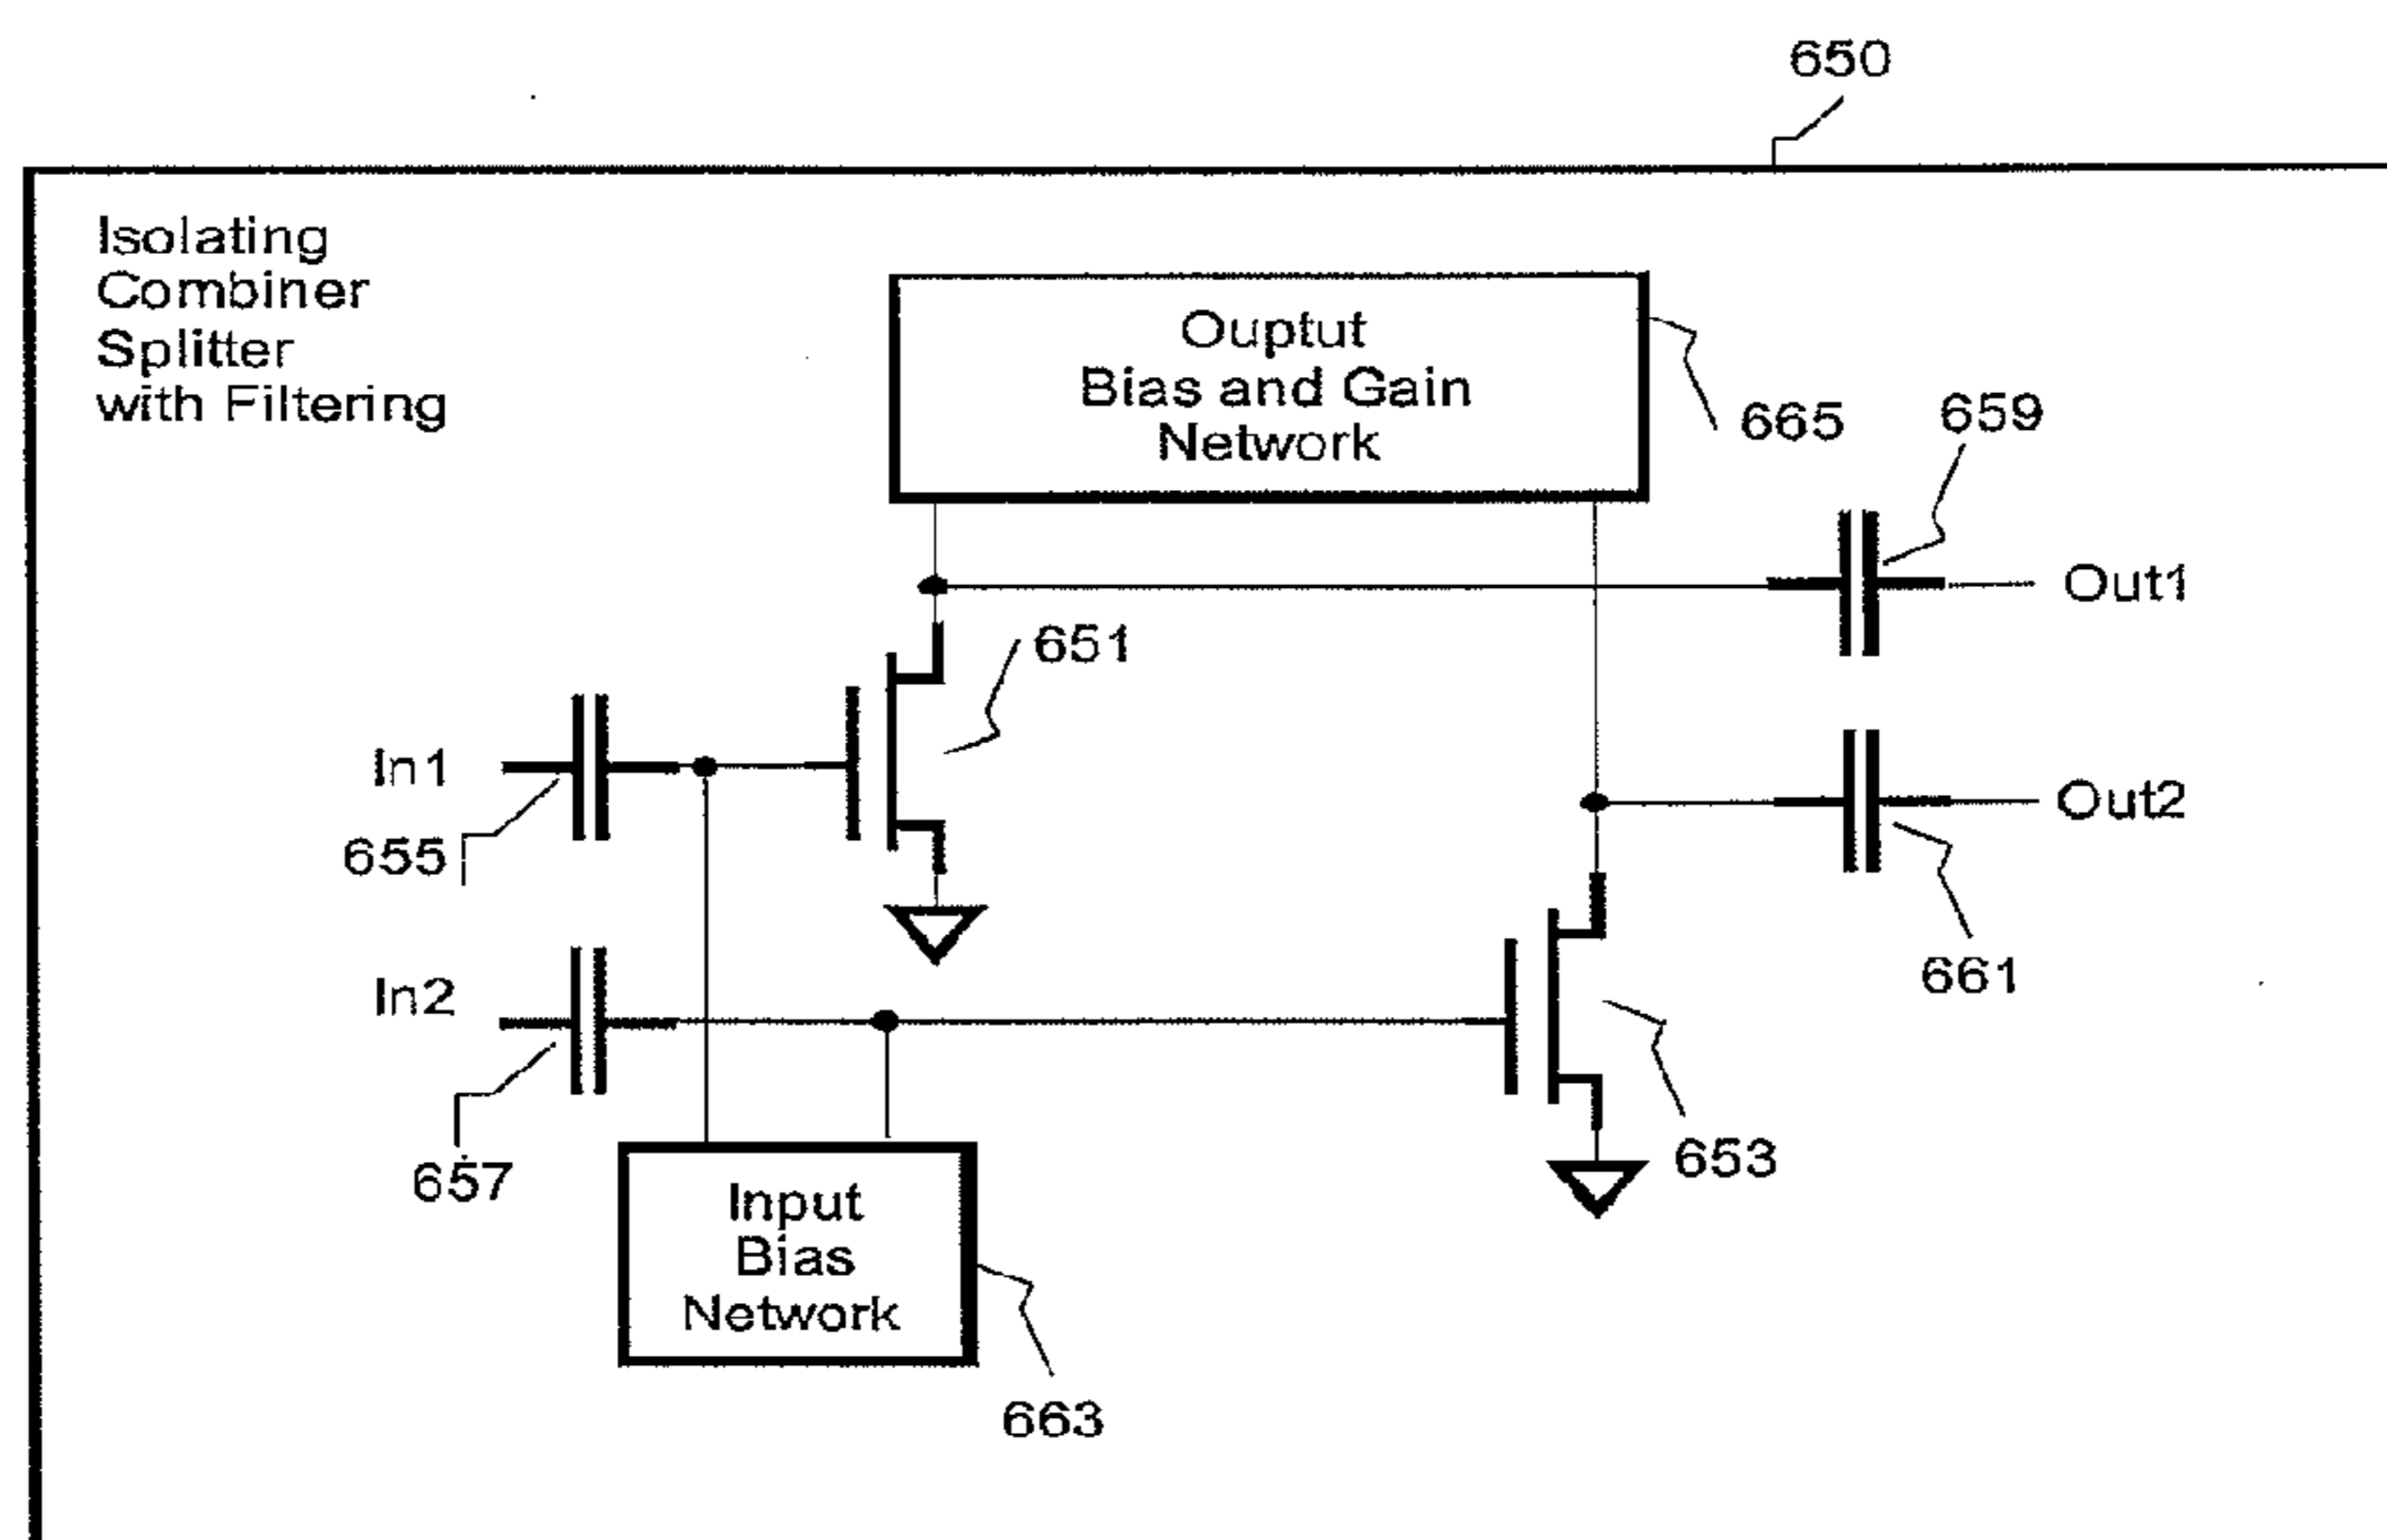 650
Isolating
Combiner
Splitter
with Filtering
Ouptut
Bias and Gain
Network
665
659
Out1
651
In1
655
Out2
661
In2
657
653
Input
Bias
Network
663